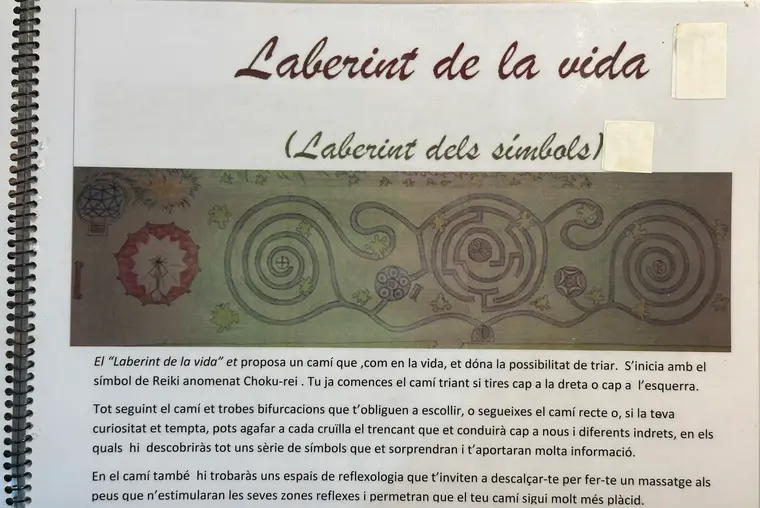 Laberint de la vida
(Laberint dels símbols)
El “Laberint de la vida” et proposa un camí que ,com en la vida, et dóna la possibilitat de triar. S’inicia amb el
símbol de Reiki anomenat Choku-rei . Tu ja comences el camí triant si tires cap a la dreta o cap a l’esquerra.
Tot seguint el camí et trobes bifurcacions que t’obliguen a escollir, o segueixes el camí recte o, si la teva
curiositat et tempta, pots agafar a cada cruïlla el trencant que et conduirà cap a nous i diferents indrets, en els
quals hi descobriràs tot uns sèrie de símbols que et sorprendran i t’aportaran molta informació.
En el camí també hi trobaràs uns espais de reflexologia que t’inviten a descalçar-te per fer-te un massatge als
peus que n’estimularan les seves zones reflexes i permetran que el teu camí sigui molt més plàcid.